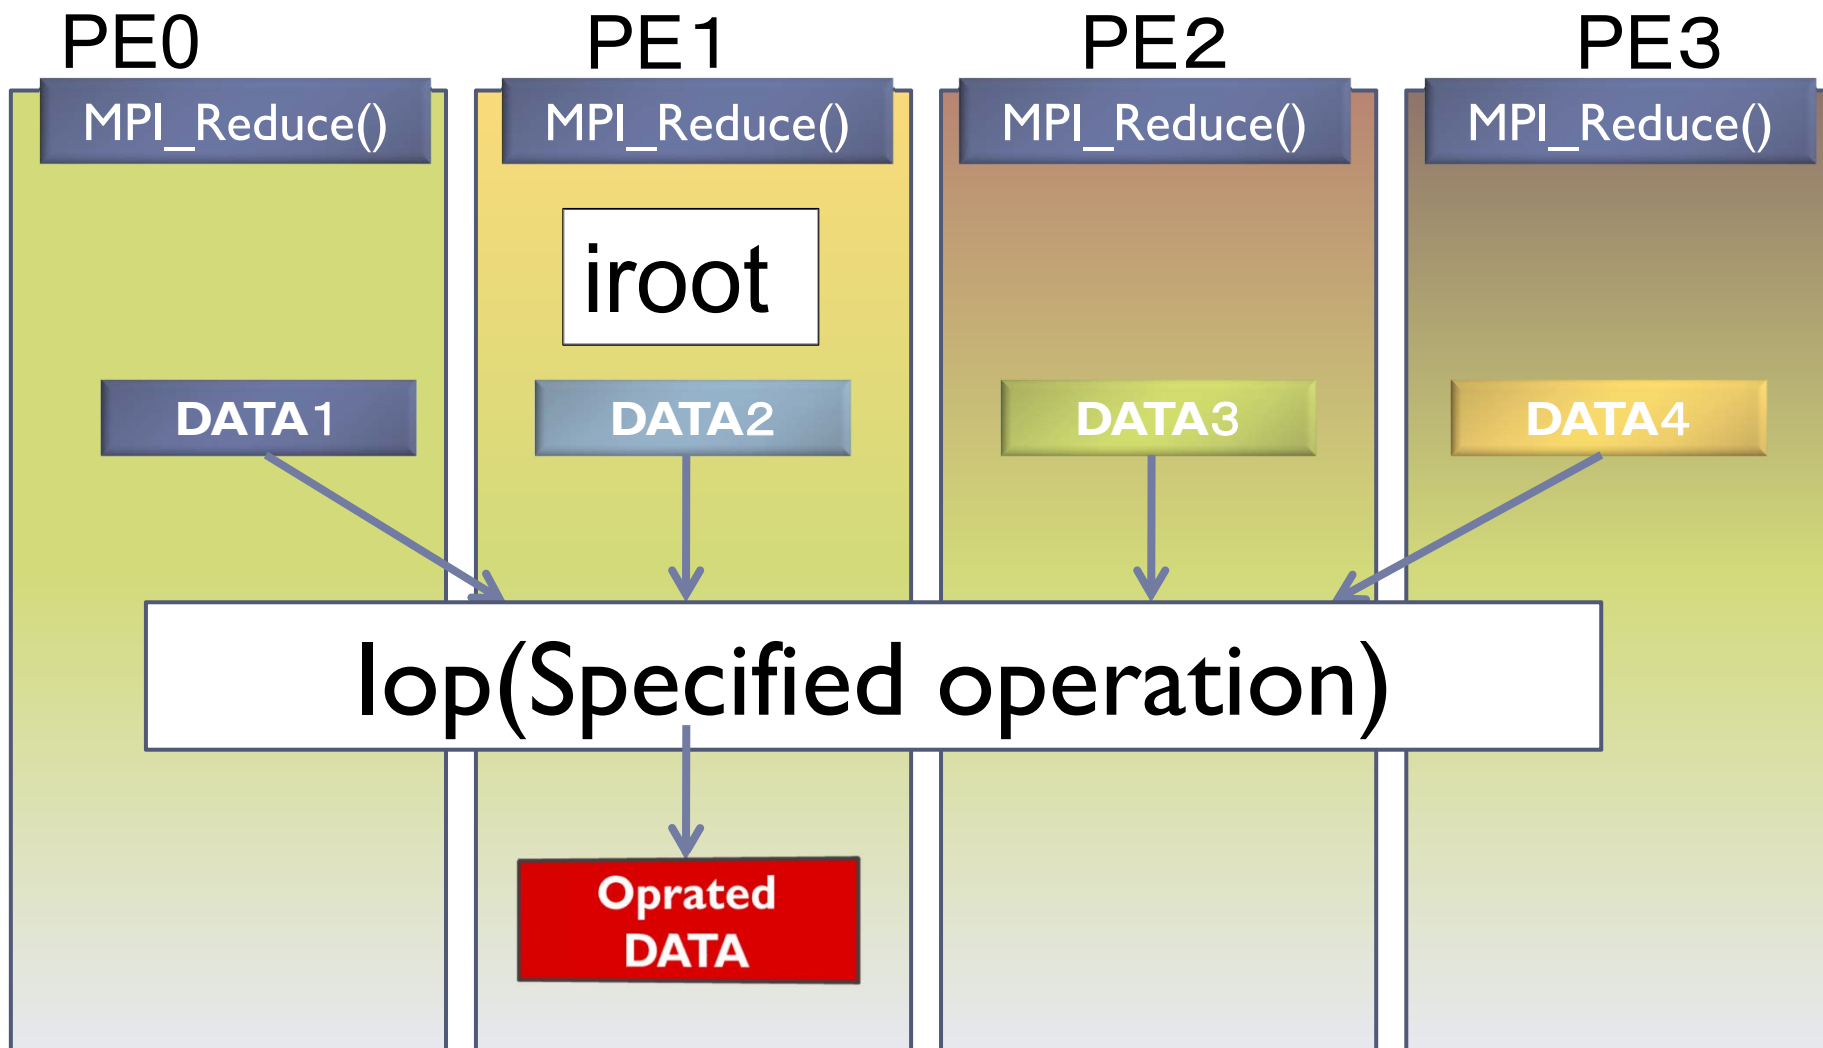 PE0
PE1
PE2
PE3
MPI_Reduce()
MPI_Reduce()
MPI_Reduce()
MPI_Reduce()
iroot
DATA1
DATA2
DATA3
DATA4
Iop(Specified operation)
Oprated
DATA